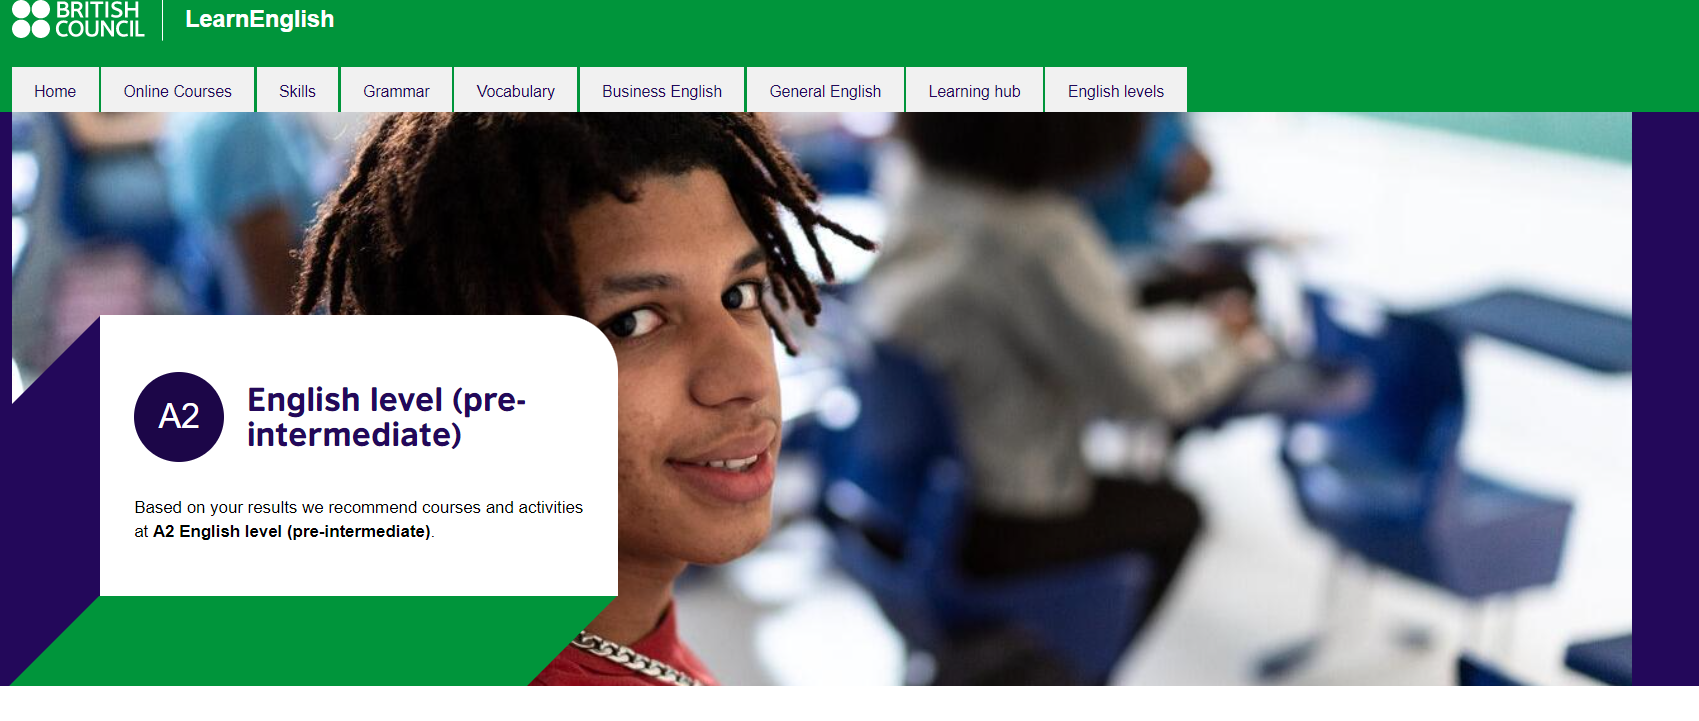 BRITISH
COUNCIL
LearnEnglish
Home
Online Courses
Skills
Grammar
Vocabulary
Business English
General English
Learning hub
English levels
A2
English level (pre-
intermediate)
Based on your results we recommend courses and activities
at A2 English level (pre-intermediate).